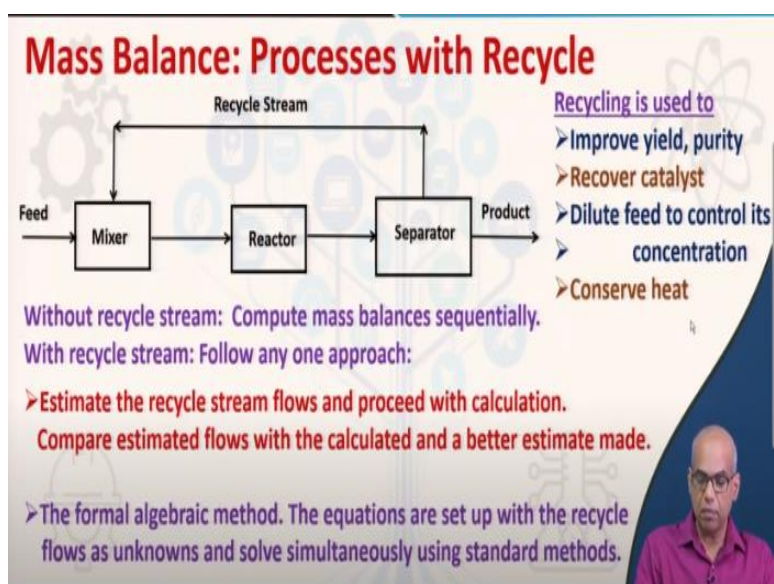 Mass Balance: Processes with Recycle
Recycle Stream
Feed
Mixer
Reactor
Separator
Product
Recycling is used to
➢Improve yield, purity
➢Recover catalyst
➢Dilute feed to control its
➢ concentration
➢Conserve heat
Without recycle stream: Compute mass balances sequentially.
With recycle stream: Follow any one approach:
➢Estimate the recycle stream flows and proceed with calculation.
Compare estimated flows with the calculated and a better estimate made.
➢The formal algebraic method. The equations are set up with the recycle
flows as unknowns and solve simultaneously using standard methods.